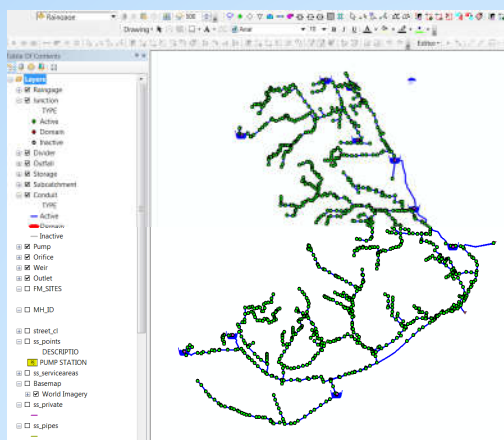 Raingage
Drawing
Arial
10
B I U A
Editor
Table Of Contents
Layers
Raingage
Junction
TYPE
Active
Domain
Inactive
Divider
Outfall
Storage
Subcatchment
Conduit
TYPE
Active
Domain
Inactive
Pump
Orifice
Weir
Outlet
FM_SITES
MH_ID
street_cl
ss_points
DESCRIPTIO
PUMP STATION
ss_serviceareas
Basemap
World Imagery
ss_private
ss_pipes